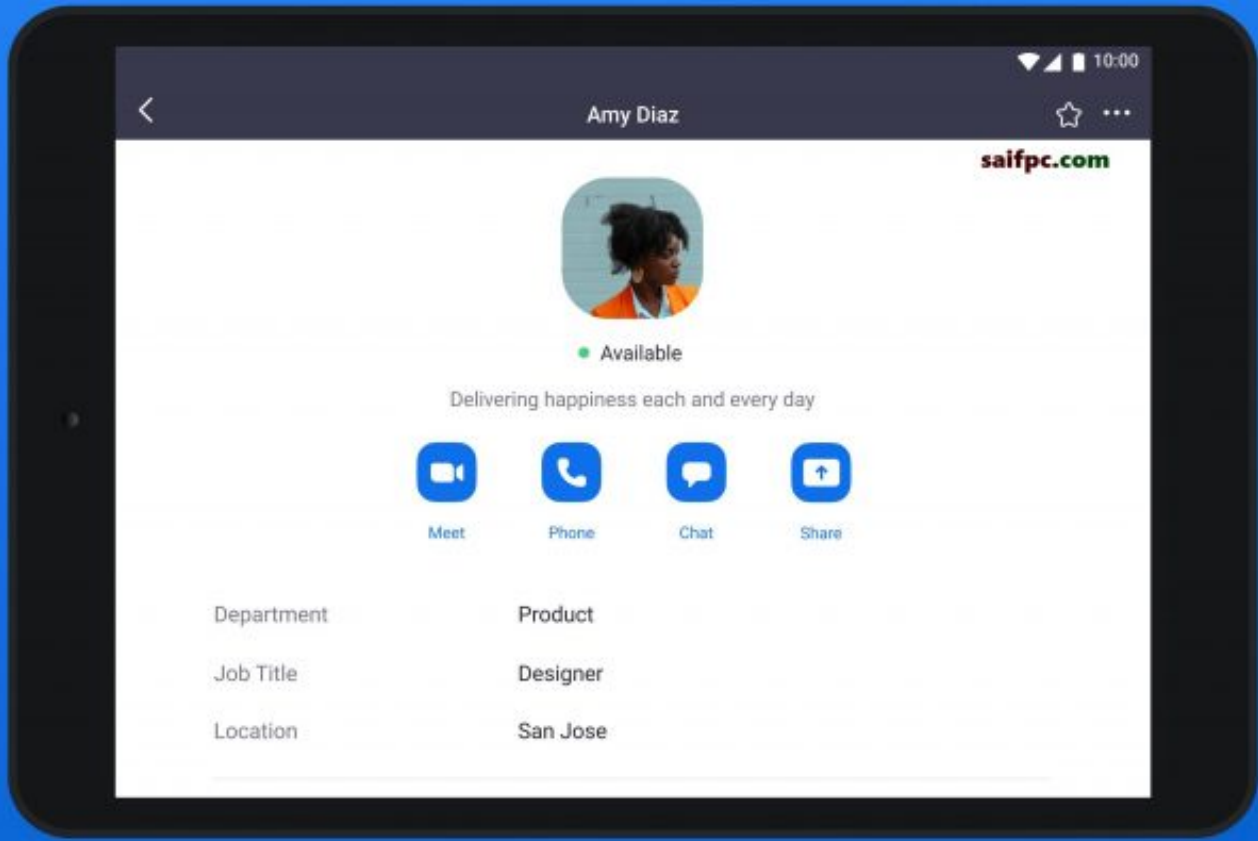 10:00
Amy Diaz
saifpc.com
Available
Delivering happiness each and every day
Meet Phone Chat Share
Department Product
Job Title Designer
Location San Jose